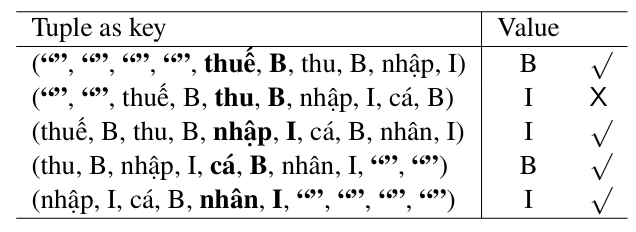 Tuple as key Value
(“”, “”, “”, “”, thuế, B, thu, B, nhập, I) B √
(“”, “”, thuế, B, thu, B, nhập, I, cá, B) I X
(thuế, B, thu, B, nhập, I, cá, B, nhân, I) I √
(thu, B, nhập, I, cá, B, nhân, I, “”, “”) B √
(nhập, I, cá, B, nhân, I, “”, “”, “”, “”) I √